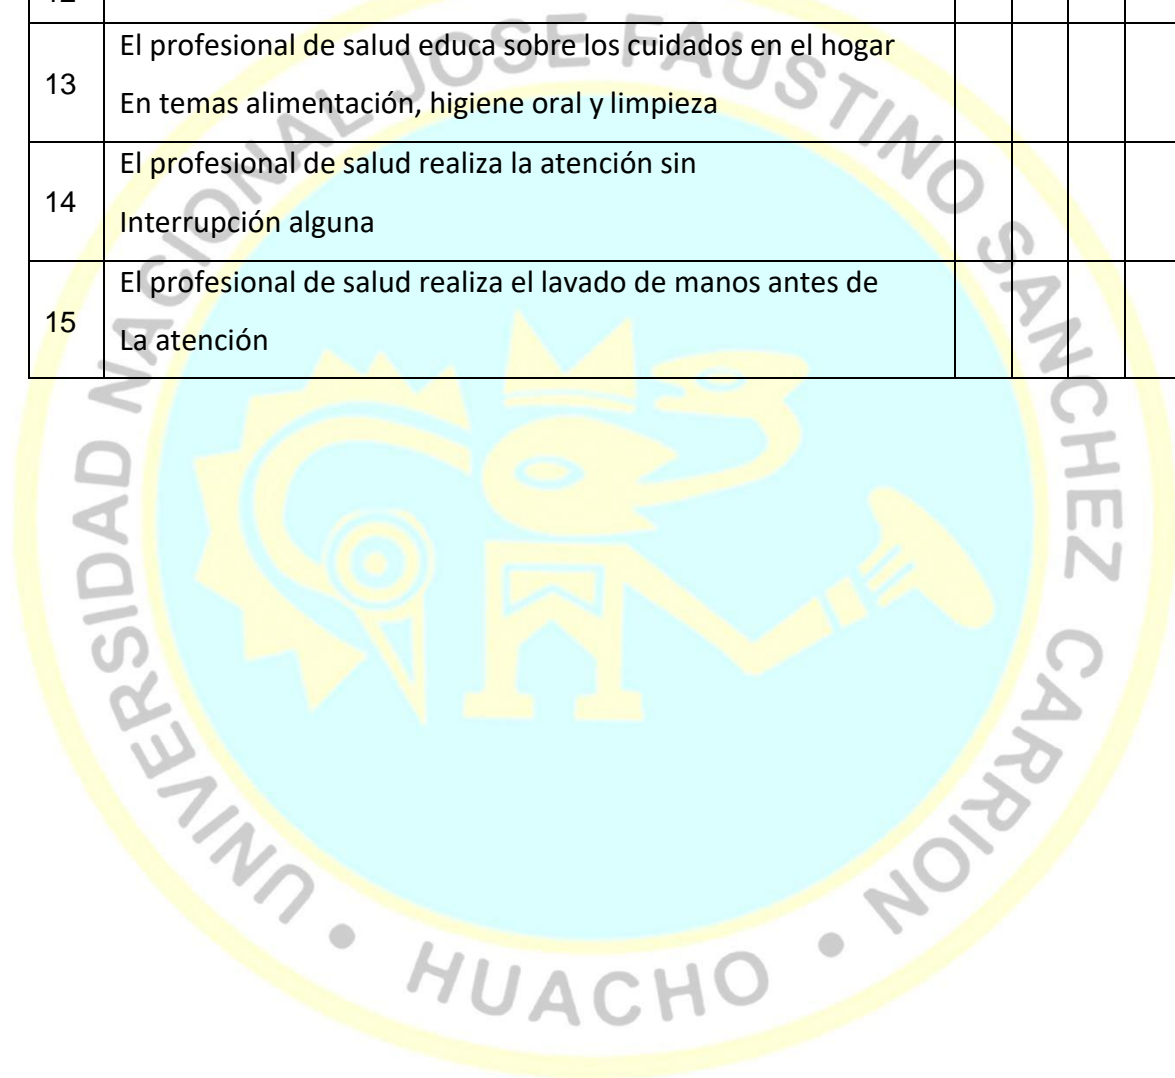 12
13
El profesional de salud educa sobre los cuidados en el hogar
En temas alimentación, higiene oral y limpieza
14
El profesional de salud realiza la atención sin
Interrupción alguna
15
El profesional de salud realiza el lavado de manos antes de
La atención
UNIVERSIDAD NACIONAL JOSE FAUSTINO SANCHEZ CARRION • HUACHO •